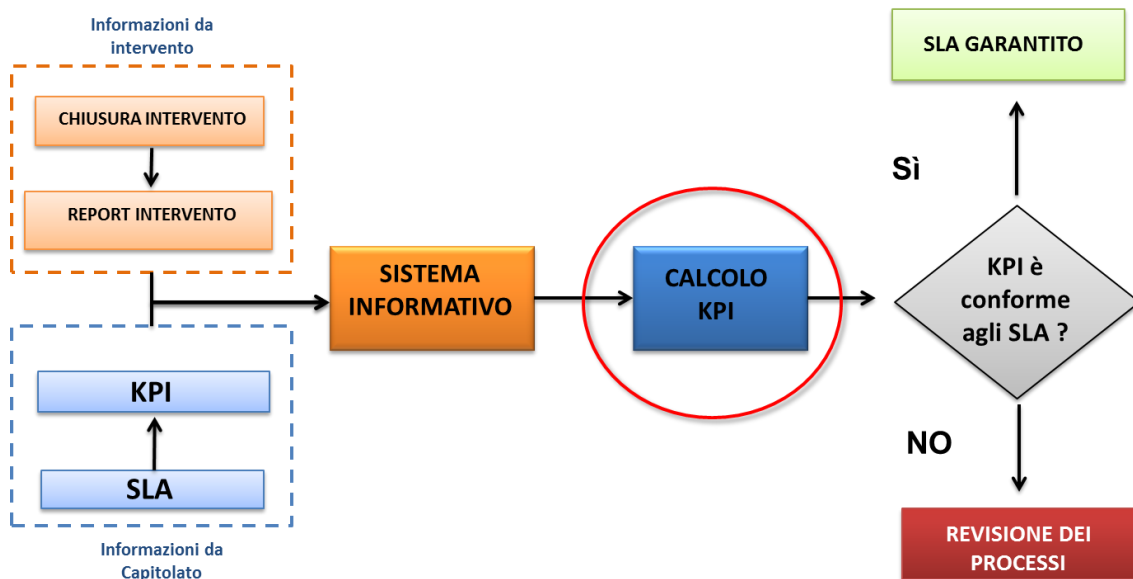 Informazioni da
intervento
CHIUSURA INTERVENTO
REPORT INTERVENTO
KPI
SLA
Informazioni da
Capitolato
SISTEMA
INFORMATIVO
CALCOLO
KPI
SLA GARANTITO
Sì
KPI è
conforme
agli SLA ?
NO
REVISIONE DEI
PROCESSI